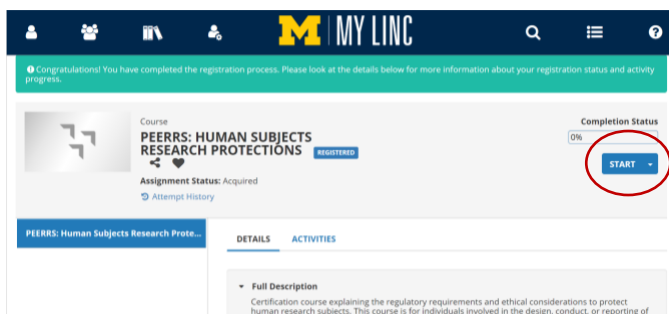 M MY LINC
Congratulations! You have completed the registration process. Please look at the details below for more information about your registration status and activity
progress.
Course
PEERRS: HUMAN SUBJECTS
RESEARCH PROTECTIONS REGISTERED
Assignment Status: Acquired
Attempt History
Completion Status
0%
START
PEERRS: Human Subjects Research Prote...
DETAILS ACTIVITIES
Full Description
Certification course explaining the regulatory requirements and ethical considerations to protect
human research subjects. This course is for individuals involved in the design, conduct, or reporting of